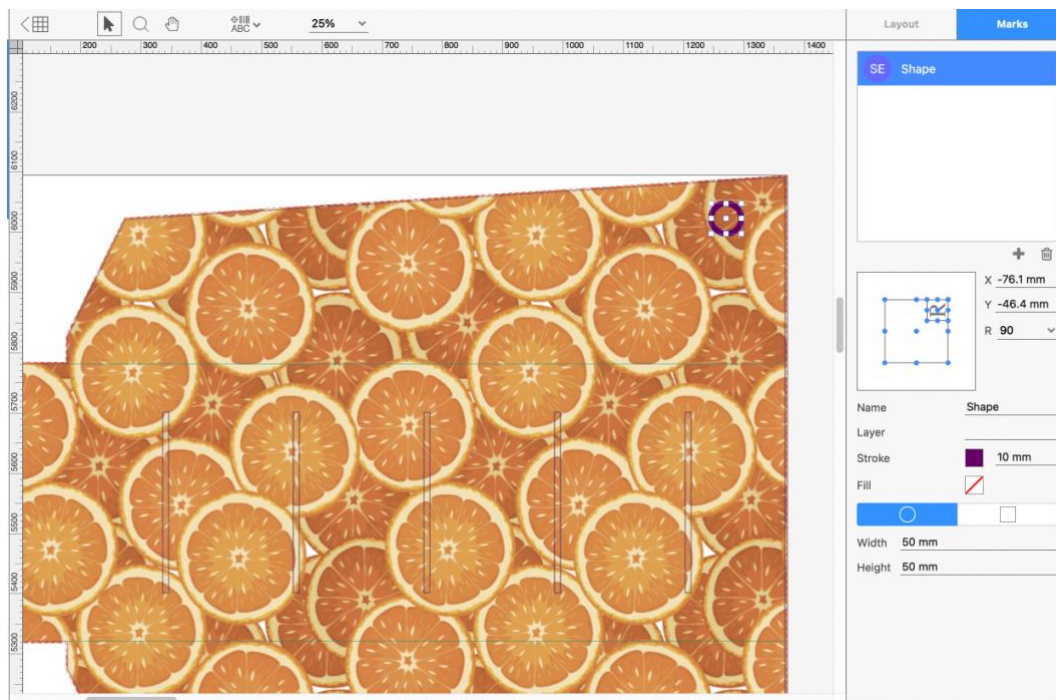 ABC
25%
Layout
Marks
200 300 400 500 600 700 800 900 1000 1100 1200 1300 1400
SE Shape
6200
6100
6000
5900
5800
5700
5600
5500
5400
5300
X -76.1 mm
Y -46.4 mm
R 90
R
Name Shape
Layer
Stroke 10 mm
Fill
Width 50 mm
Height 50 mm